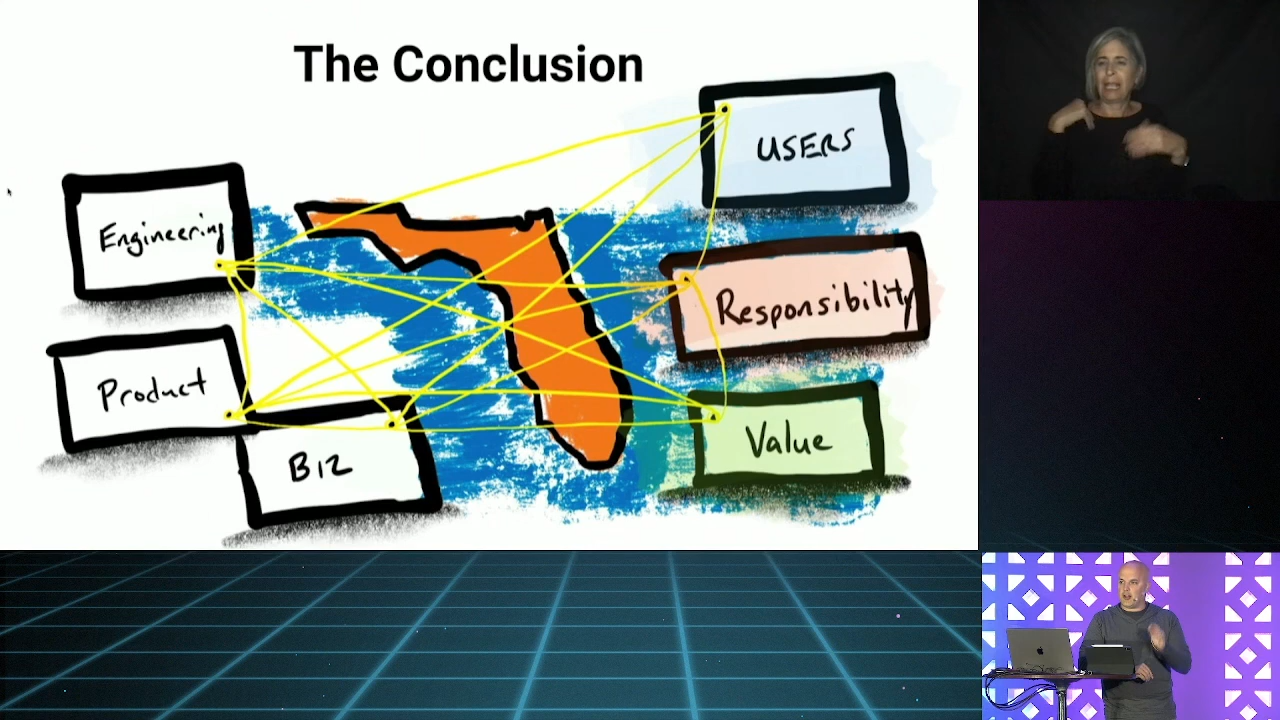 The Conclusion
USERS
Engineering
Responsibility
Product
Value
BIZ